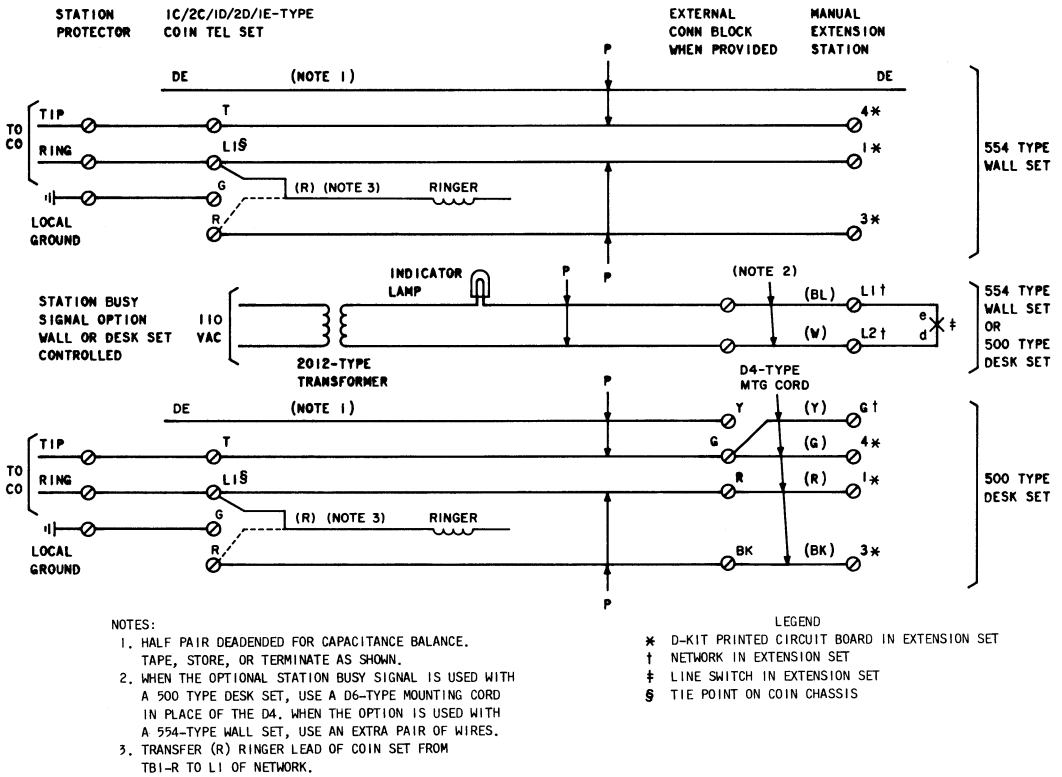 STATION PROTECTOR
1C/2C/1D/2D/1E-TYPE COIN TEL SET
EXTERNAL CONN BLOCK WHEN PROVIDED
MANUAL EXTENSION STATION
P
DE (NOTE 1) DE
TO CO
TIP T 4*
RING L1§ 1*
G (R) (NOTE 3) RINGER
R 3*
LOCAL GROUND
P
554 TYPE WALL SET
STATION BUSY SIGNAL OPTION WALL OR DESK SET CONTROLLED
110 VAC
INDICATOR LAMP
P
(NOTE 2)
(BL) L1†
e
d
‡
(W) L2†
2012-TYPE TRANSFORMER
554 TYPE WALL SET OR 500 TYPE DESK SET
D4-TYPE MTG CORD
P
DE (NOTE 1) Y (Y) G†
TO CO
TIP T G (G) 4*
RING L1§ R (R) 1*
G (R) (NOTE 3) RINGER
R BK (BK) 3*
LOCAL GROUND
P
500 TYPE DESK SET
NOTES:
1. HALF PAIR DEADENDED FOR CAPACITANCE BALANCE.
TAPE, STORE, OR TERMINATE AS SHOWN.
2. WHEN THE OPTIONAL STATION BUSY SIGNAL IS USED WITH
A 500 TYPE DESK SET, USE A D6-TYPE MOUNTING CORD
IN PLACE OF THE D4. WHEN THE OPTION IS USED WITH
A 554-TYPE WALL SET, USE AN EXTRA PAIR OF WIRES.
3. TRANSFER (R) RINGER LEAD OF COIN SET FROM
TB1-R TO L1 OF NETWORK.
LEGEND
* D-KIT PRINTED CIRCUIT BOARD IN EXTENSION SET
† NETWORK IN EXTENSION SET
‡ LINE SWITCH IN EXTENSION SET
§ TIE POINT ON COIN CHASSIS